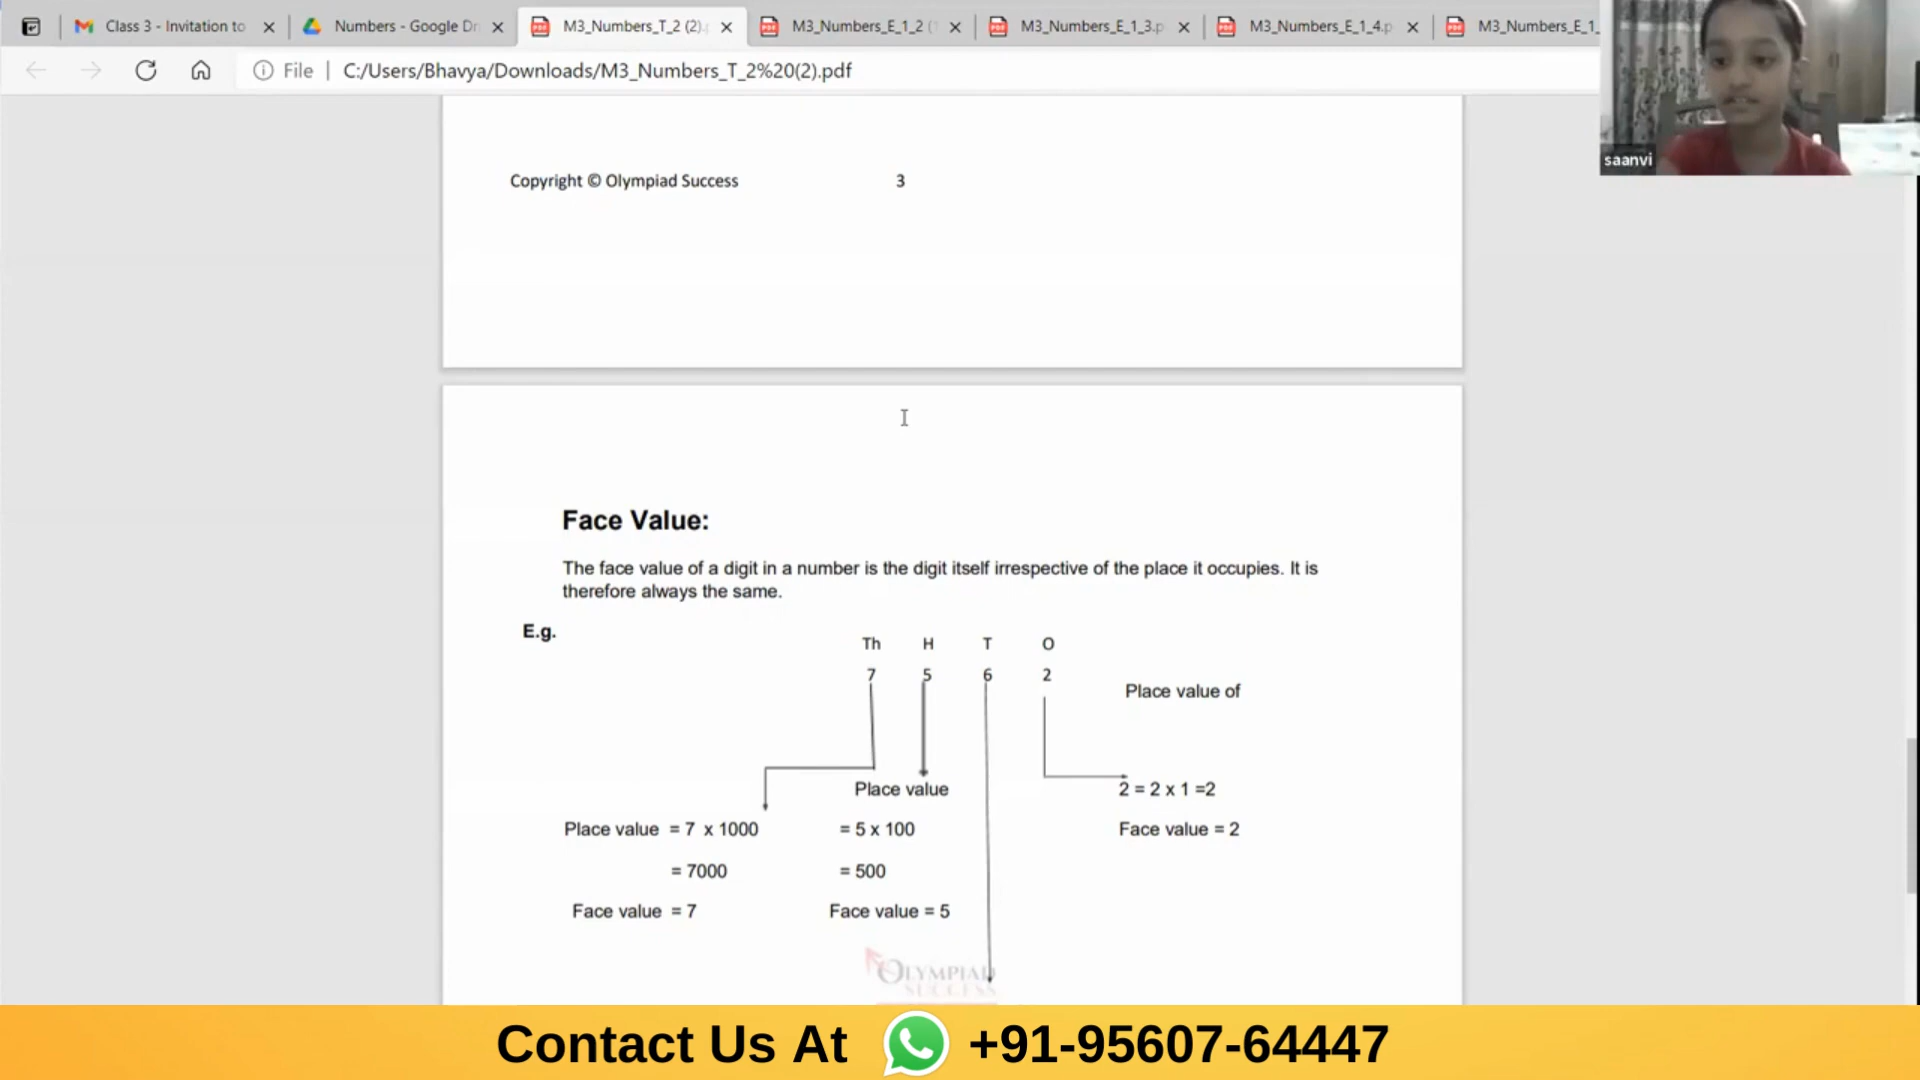 Class 3 - Invitation to
Numbers - Google Dr
M3_Numbers_T_2 (2).
M3_Numbers_E_1_2 (
M3_Numbers_E_1_3.p
M3_Numbers_E_1_4.p
M3_Numbers_E_1_
File
C:/Users/Bhavya/Downloads/M3_Numbers_T_2%20(2).pdf
saanvi
Copyright © Olympiad Success 3
Face Value:
The face value of a digit in a number is the digit itself irrespective of the place it occupies. It is
therefore always the same.
E.g.
Th H T O
7 5 6 2
Place value of
Place value
2 = 2 x 1 =2
Place value = 7 x 1000
= 5 x 100
Face value = 2
= 7000
= 500
Face value = 7
Face value = 5
OLYMPIAD
SUCCESS
Contact Us At +91-95607-64447